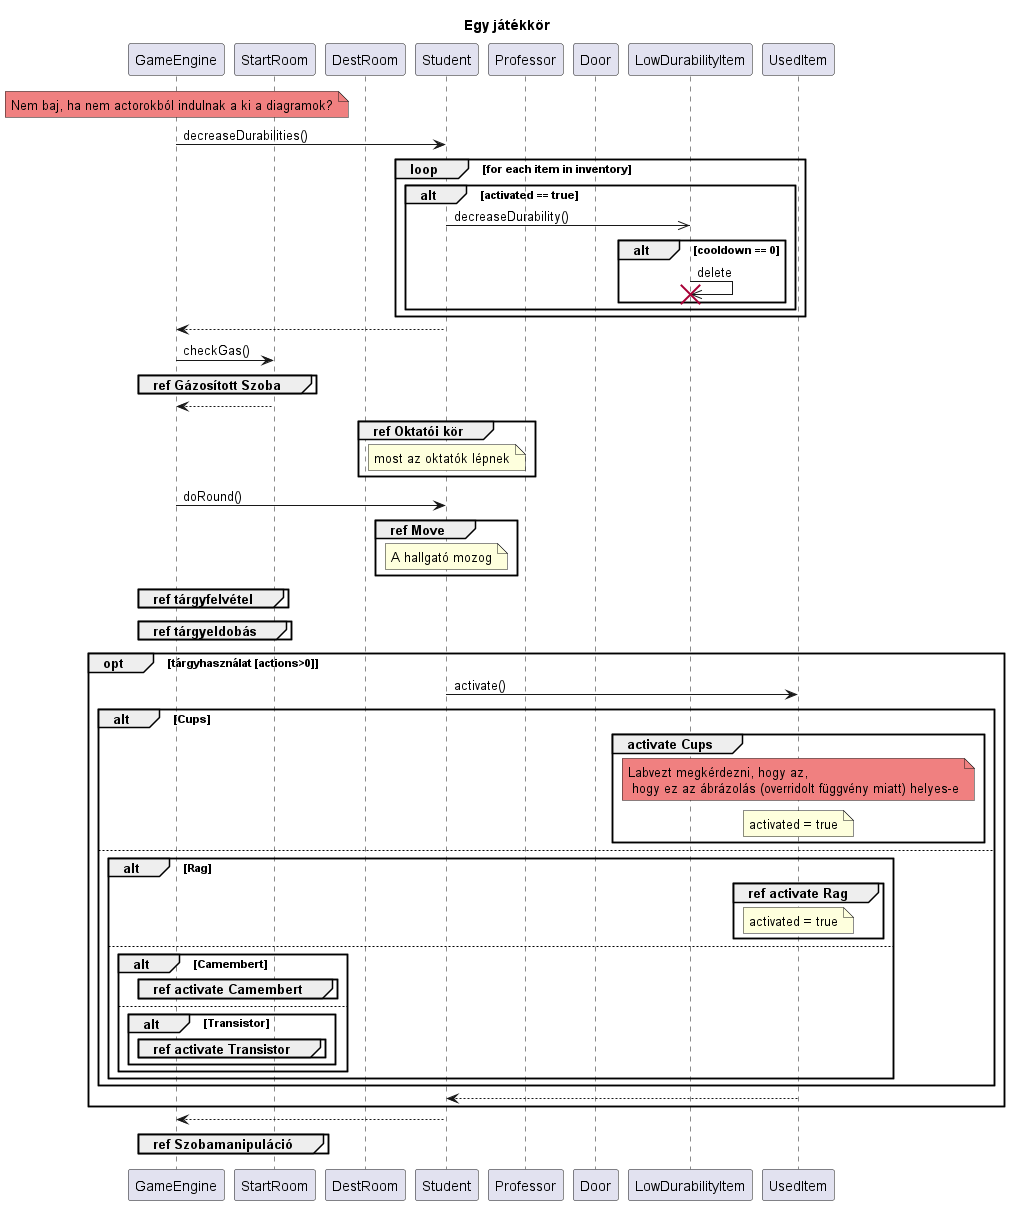 Egy játékkör
GameEngine StartRoom DestRoom Student Professor Door LowDurabilityItem UsedItem
Nem baj, ha nem actorokból indulnak a ki a diagramok?
decreaseDurabilities()
loop [for each item in inventory]
alt [activated == true]
decreaseDurability()
alt [cooldown == 0]
delete
checkGas()
ref Gázosított Szoba
ref Oktatói kör
most az oktatók lépnek
doRound()
ref Move
A hallgató mozog
ref tárgyfelvétel
ref tárgyeldobás
opt [tárgyhasználat [actions>0]]
activate()
alt [Cups]
activate Cups
Labvezt megkérdezni, hogy az,
hogy ez az ábrázolás (overridolt függvény miatt) helyes-e
activated = true
alt [Rag]
ref activate Rag
activated = true
alt [Camembert]
ref activate Camembert
alt [Transistor]
ref activate Transistor
ref Szobamanipuláció
GameEngine StartRoom DestRoom Student Professor Door LowDurabilityItem UsedItem